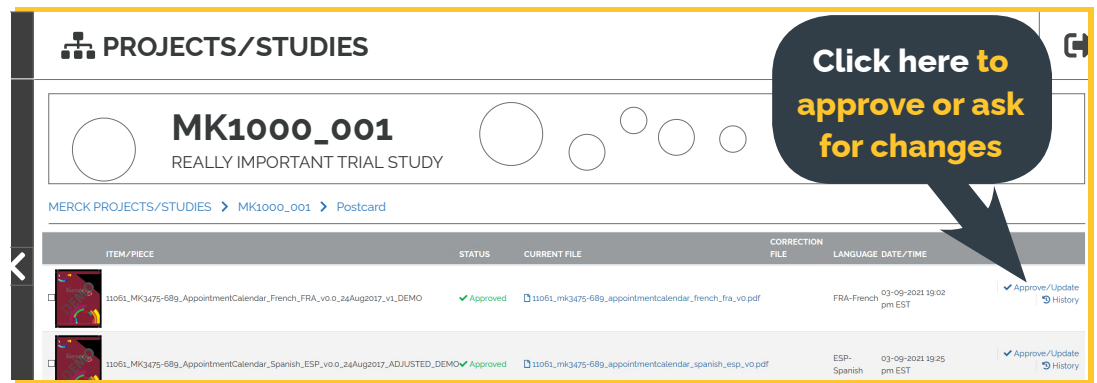 PROJECTS/STUDIES
Click here to
approve or ask
for changes
MK1000_001
REALLY IMPORTANT TRIAL STUDY
MERCK PROJECTS/STUDIES > MK1000_001 > Postcard
ITEM/PIECE STATUS CURRENT FILE CORRECTION FILE LANGUAGE DATE/TIME
11061_MK3475-689_AppointmentCalendar_French_FRA_v0.0_24Aug2017_v1_DEMO Approved 11061_mk3475-689_appointmentcalendar_french_fra_v0.pdf FRA-French 03-09-2021 19:02 pm EST Approve/Update
History
11061_MK3475-689_AppointmentCalendar_Spanish_ESP_v0.0_24Aug2017_ADJUSTED_DEMO Approved 11061_mk3475-689_appointmentcalendar_spanish_esp_v0.pdf ESP-Spanish 03-09-2021 19:25 pm EST Approve/Update
History